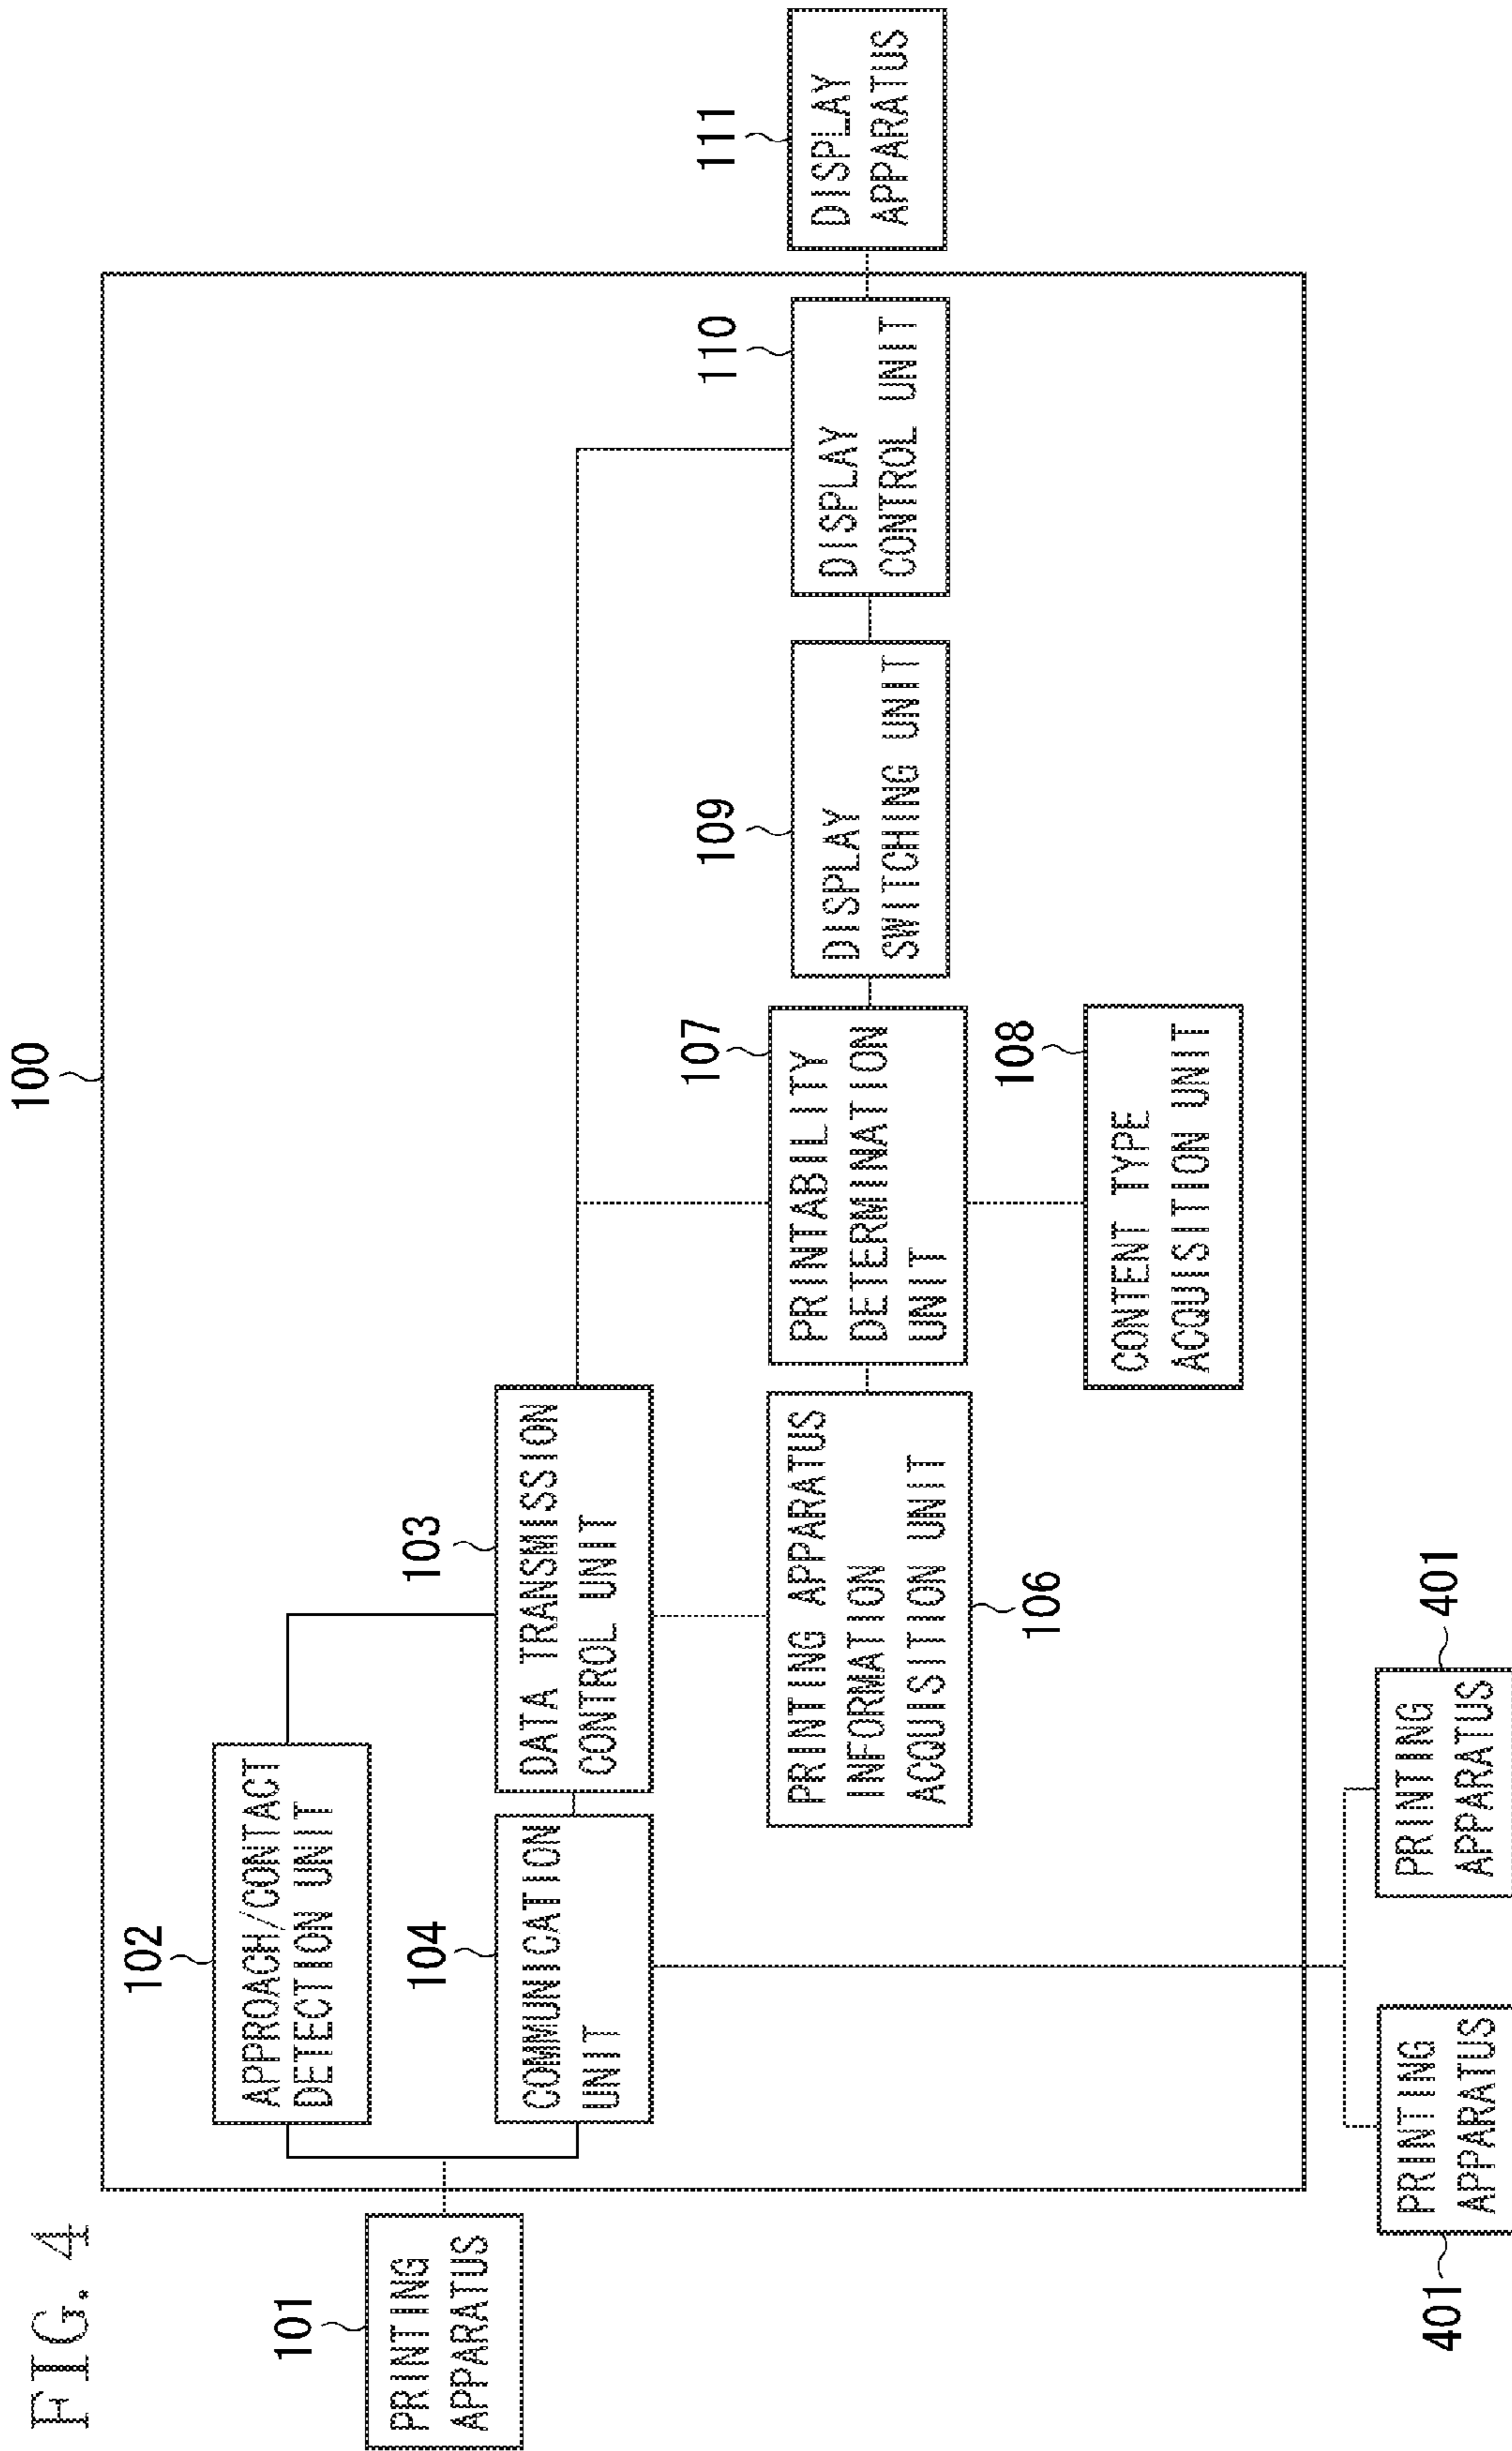 FIG. 4
100
101
PRINTING
APPARATUS
102
APPROACH/CONTACT
DETECTION UNIT
104
COMMUNICATION
UNIT
103
DATA TRANSMISSION
CONTROL UNIT
PRINTING APPARATUS
INFORMATION
ACQUISITION UNIT
106
107
PRINTABILITY
DETERMINATION
UNIT
108
CONTENT TYPE
ACQUISITION UNIT
109
DISPLAY
SWITCHING UNIT
110
DISPLAY
CONTROL UNIT
111
DISPLAY
APPARATUS
401
PRINTING
APPARATUS
401
PRINTING
APPARATUS